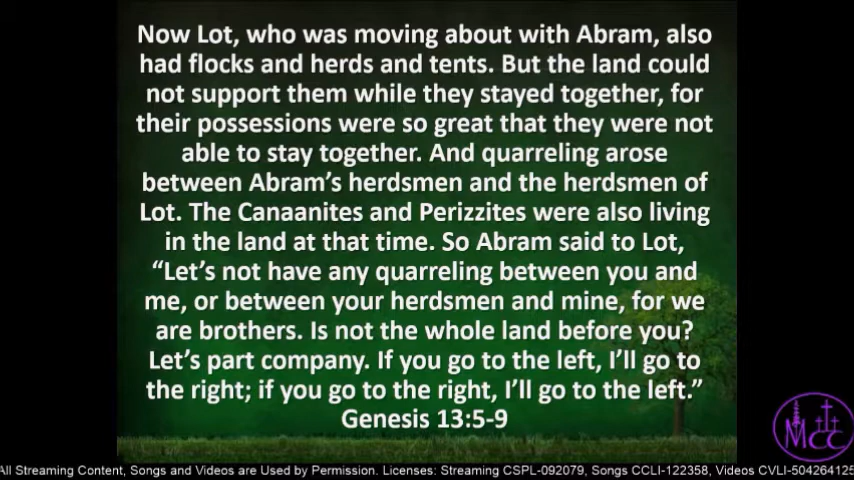 Now Lot, who was moving about with Abram, also
had flocks and herds and tents. But the land could
not support them while they stayed together, for
their possessions were so great that they were not
able to stay together. And quarreling arose
between Abram’s herdsmen and the herdsmen of
Lot. The Canaanites and Perizzites were also living
in the land at that time. So Abram said to Lot,
“Let’s not have any quarreling between you and
me, or between your herdsmen and mine, for we
are brothers. Is not the whole land before you?
Let’s part company. If you go to the left, I’ll go to
the right; if you go to the right, I’ll go to the left.”
Genesis 13:5-9
MCC
All Streaming Content, Songs and Videos are Used by Permission. Licenses: Streaming CSPL-092079, Songs CCLI-122358, Videos CVLI-504264125